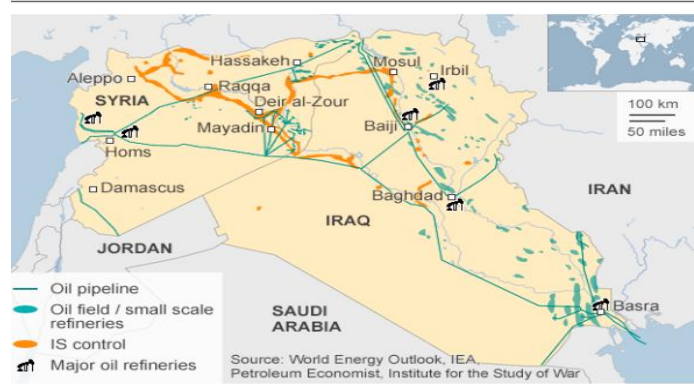 Hassakeh
Mosul
Irbil
Aleppo
Raqqa
SYRIA
Deir al-Zour
100 km
50 miles
Mayadin
Baiji
Homs
Damascus
Baghdad
IRAN
IRAQ
JORDAN
SAUDI
ARABIA
Basra
Oil pipeline
Oil field / small scale
refineries
IS control
Major oil refineries
Source: World Energy Outlook, IEA,
Petroleum Economist, Institute for the Study of War